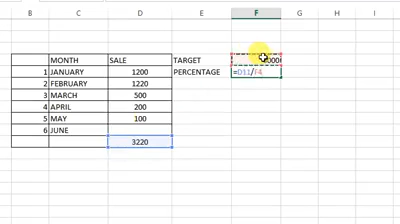 B C D E F G H I
MONTH SALE TARGET 000
1 JANUARY 1200 PERCENTAGE =D11/F4
2 FEBRUARY 1220
3 MARCH 500
4 APRIL 200
5 MAY 100
6 JUNE
3220